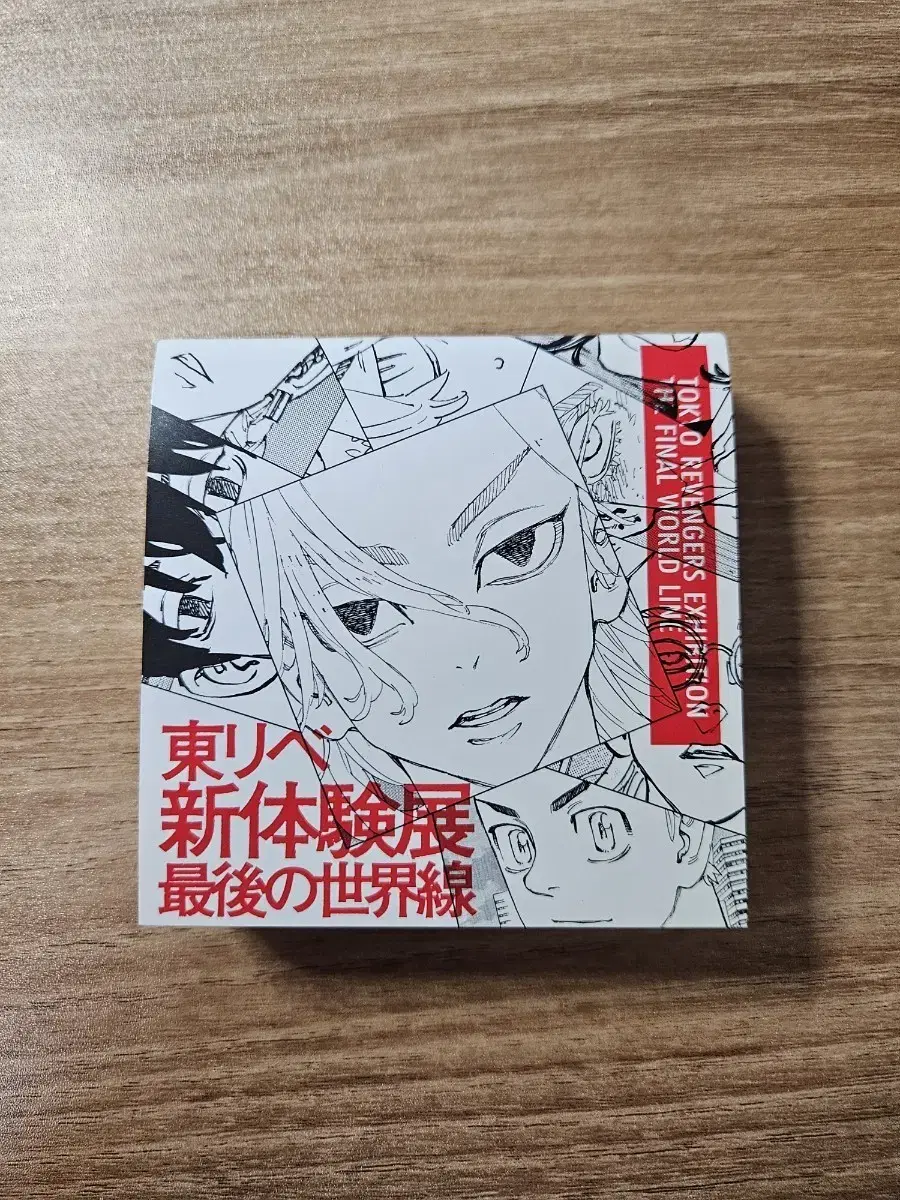 TOKYO REVENGERS EXHIBITION
THE FINAL WORLD LINE
東リベ
新体験展
最後の世界線